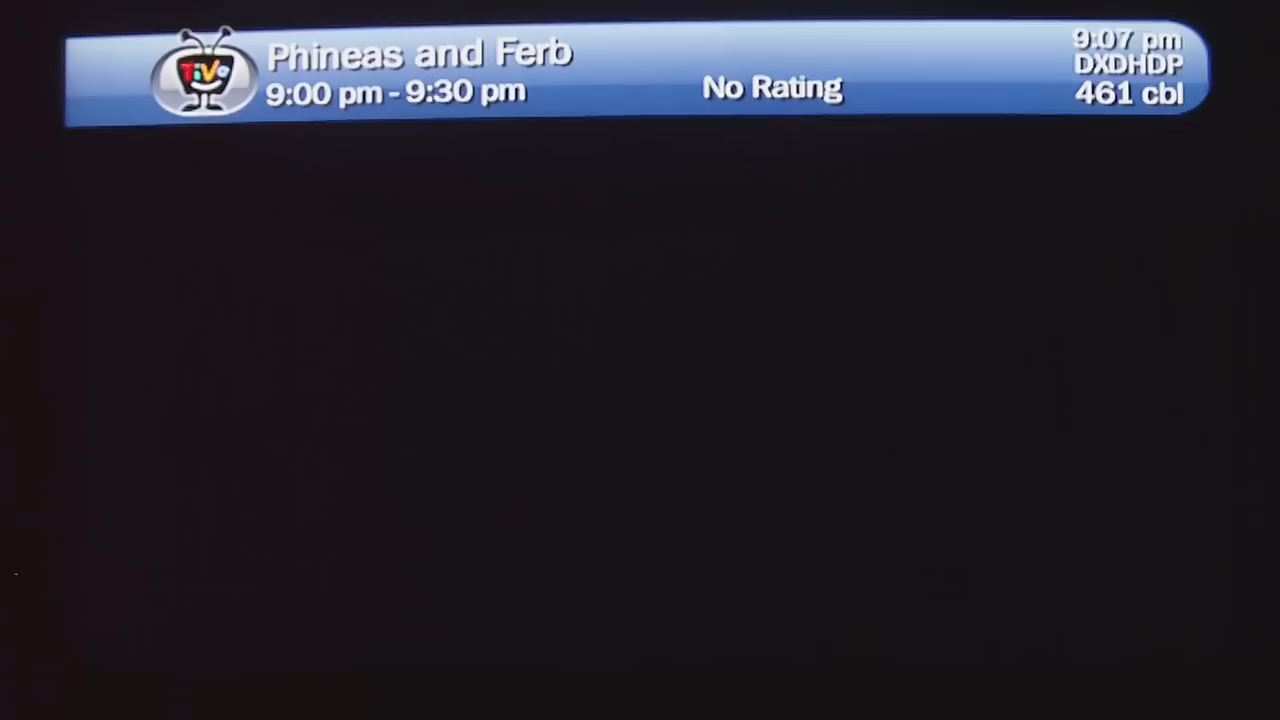 TiVo
Phineas and Ferb
9:00 pm - 9:30 pm
No Rating
9:07 pm
DXDHDP
461 cbl